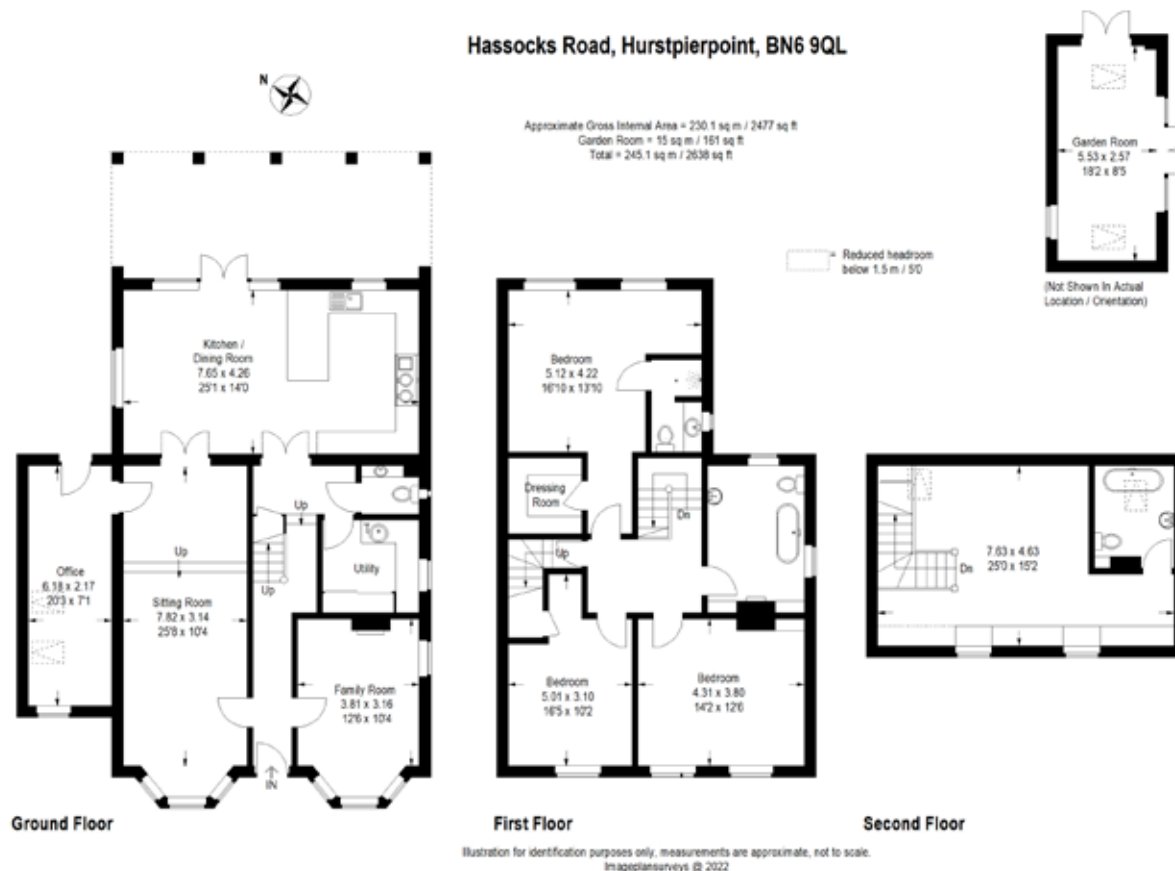 Hassocks Road, Hurstpierpoint, BN6 9QL
N
Approximate Gross Internal Area = 230.1 sq m / 2477 sq ft
Garden Room = 15 sq m / 161 sq ft
Total = 245.1 sq m / 2638 sq ft
Garden Room
5.53 x 2.57
18'2 x 8'5
(Not Shown In Actual
Location / Orientation)
= Reduced headroom
below 1.5 m / 5'0
Kitchen /
Dining Room
7.65 x 4.26
25'1 x 14'0
Up
Office
6.18 x 2.17
20'3 x 7'1
Sitting Room
7.82 x 3.14
25'8 x 10'4
Up
Up
Utility
Family Room
3.81 x 3.16
12'6 x 10'4
IN
Ground Floor
Bedroom
5.12 x 4.22
16'10 x 13'10
Dressing
Room
Dn
Up
Bedroom
5.01 x 3.10
16'5 x 10'2
Bedroom
4.31 x 3.80
14'2 x 12'6
First Floor
7.63 x 4.63
25'0 x 15'2
Dn
Second Floor
Illustration for identification purposes only, measurements are approximate, not to scale.
Imageplansurveys @ 2022